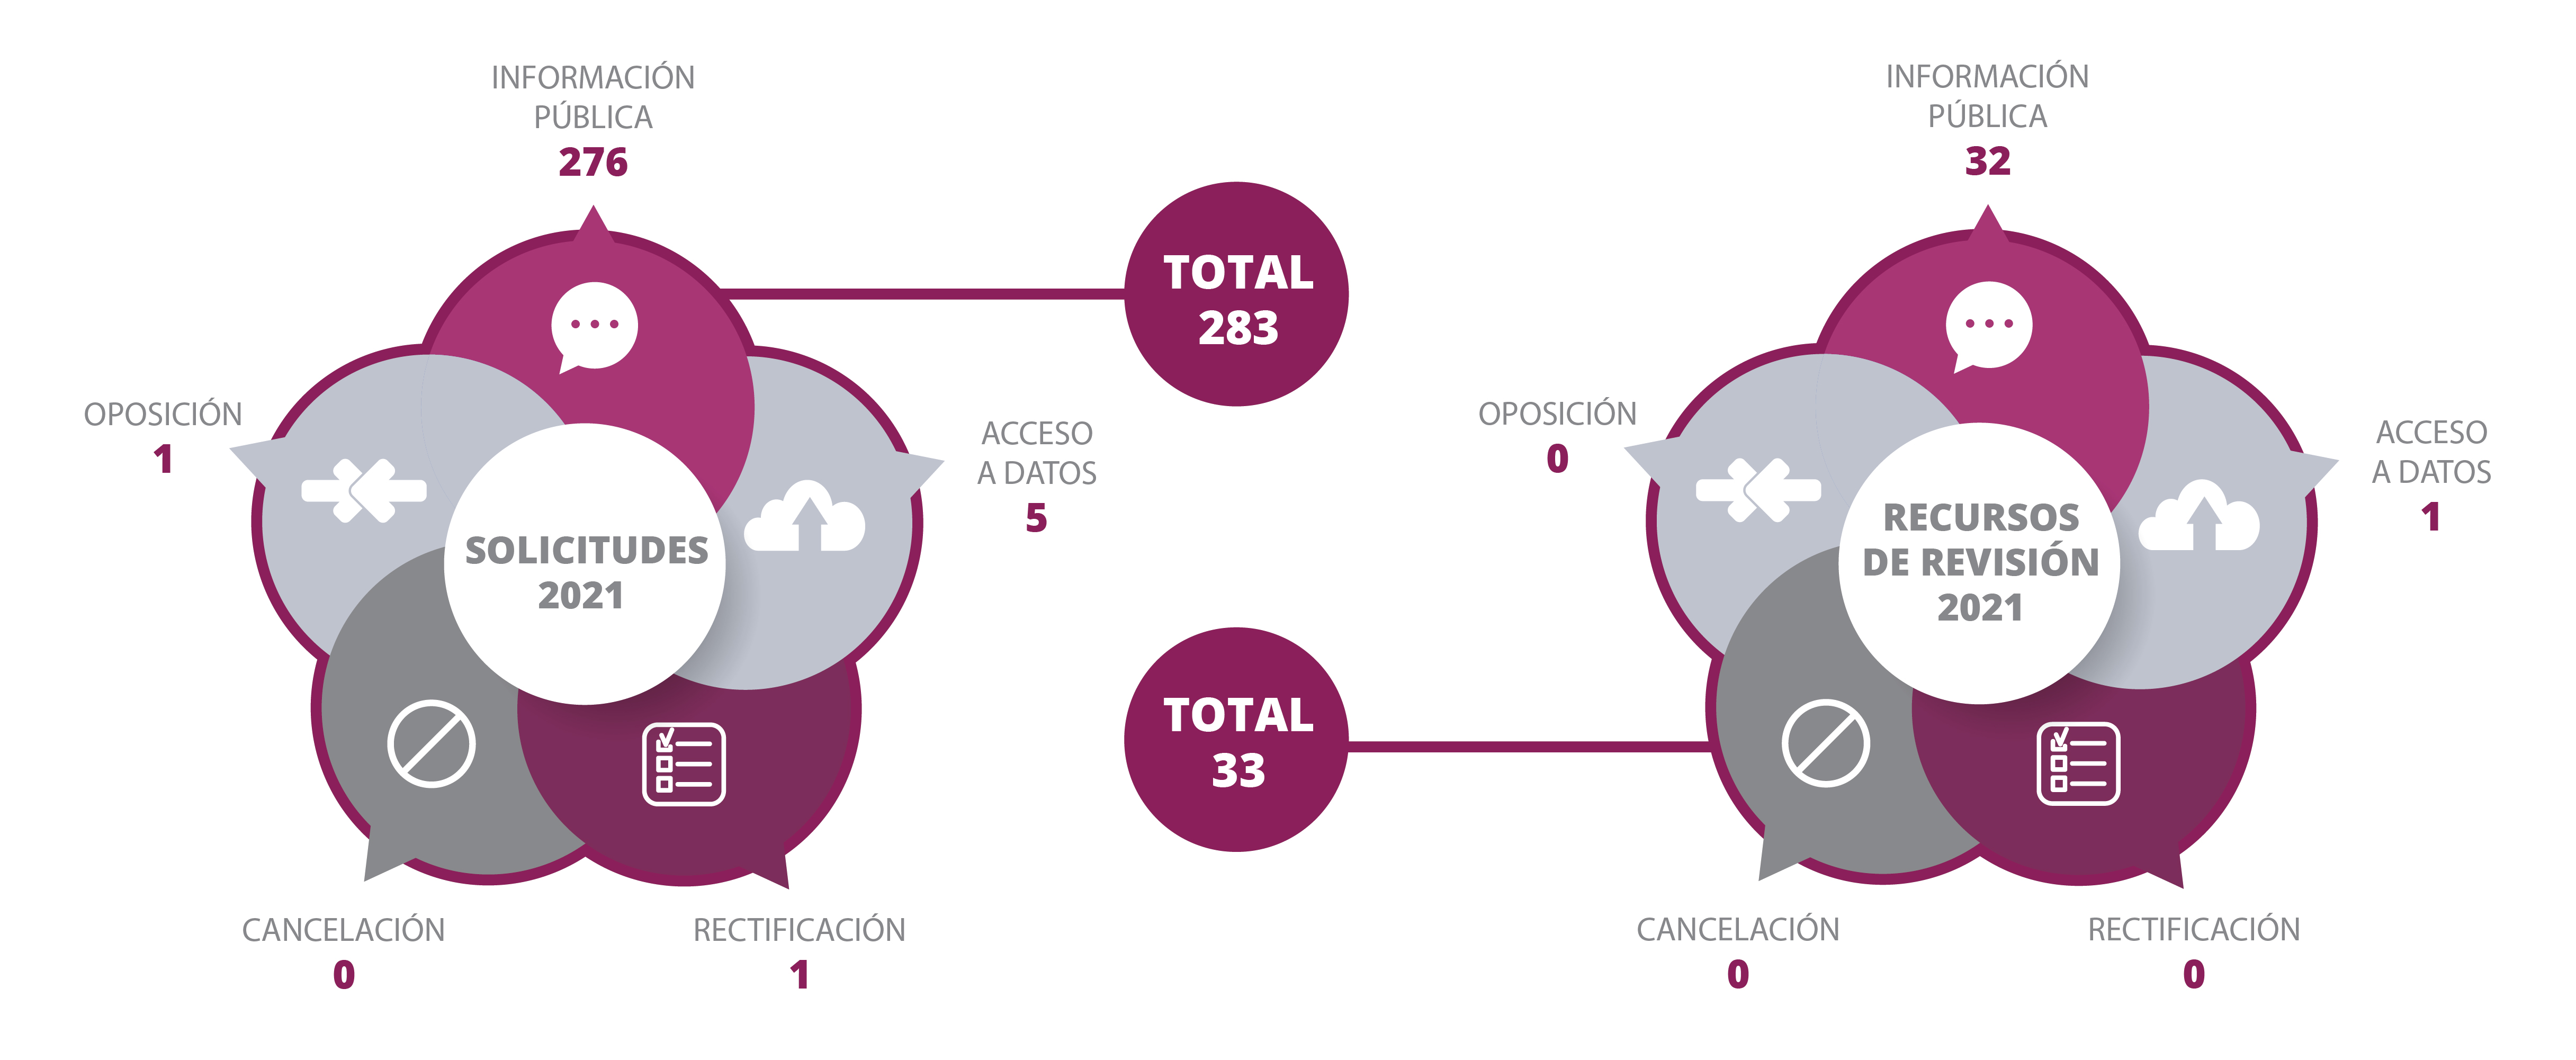 INFORMACIÓN
PÚBLICA
276
OPOSICIÓN
1
SOLICITUDES
2021
ACCESO
A DATOS
5
CANCELACIÓN
0
RECTIFICACIÓN
1
TOTAL
283
TOTAL
33
INFORMACIÓN
PÚBLICA
32
OPOSICIÓN
0
RECURSOS
DE REVISIÓN
2021
ACCESO
A DATOS
1
CANCELACIÓN
0
RECTIFICACIÓN
0